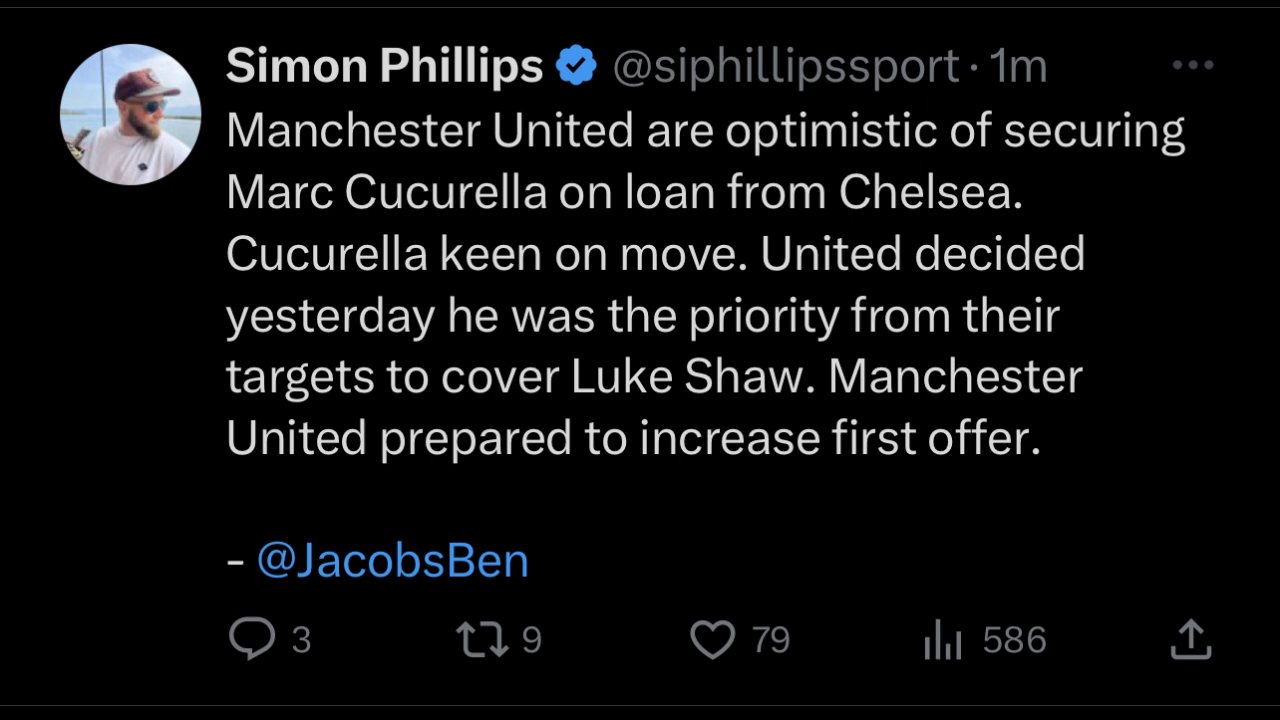 Simon Phillips @siphillipssport · 1m
Manchester United are optimistic of securing
Marc Cucurella on loan from Chelsea.
Cucurella keen on move. United decided
yesterday he was the priority from their
targets to cover Luke Shaw. Manchester
United prepared to increase first offer.
- @JacobsBen
3 9 79 586